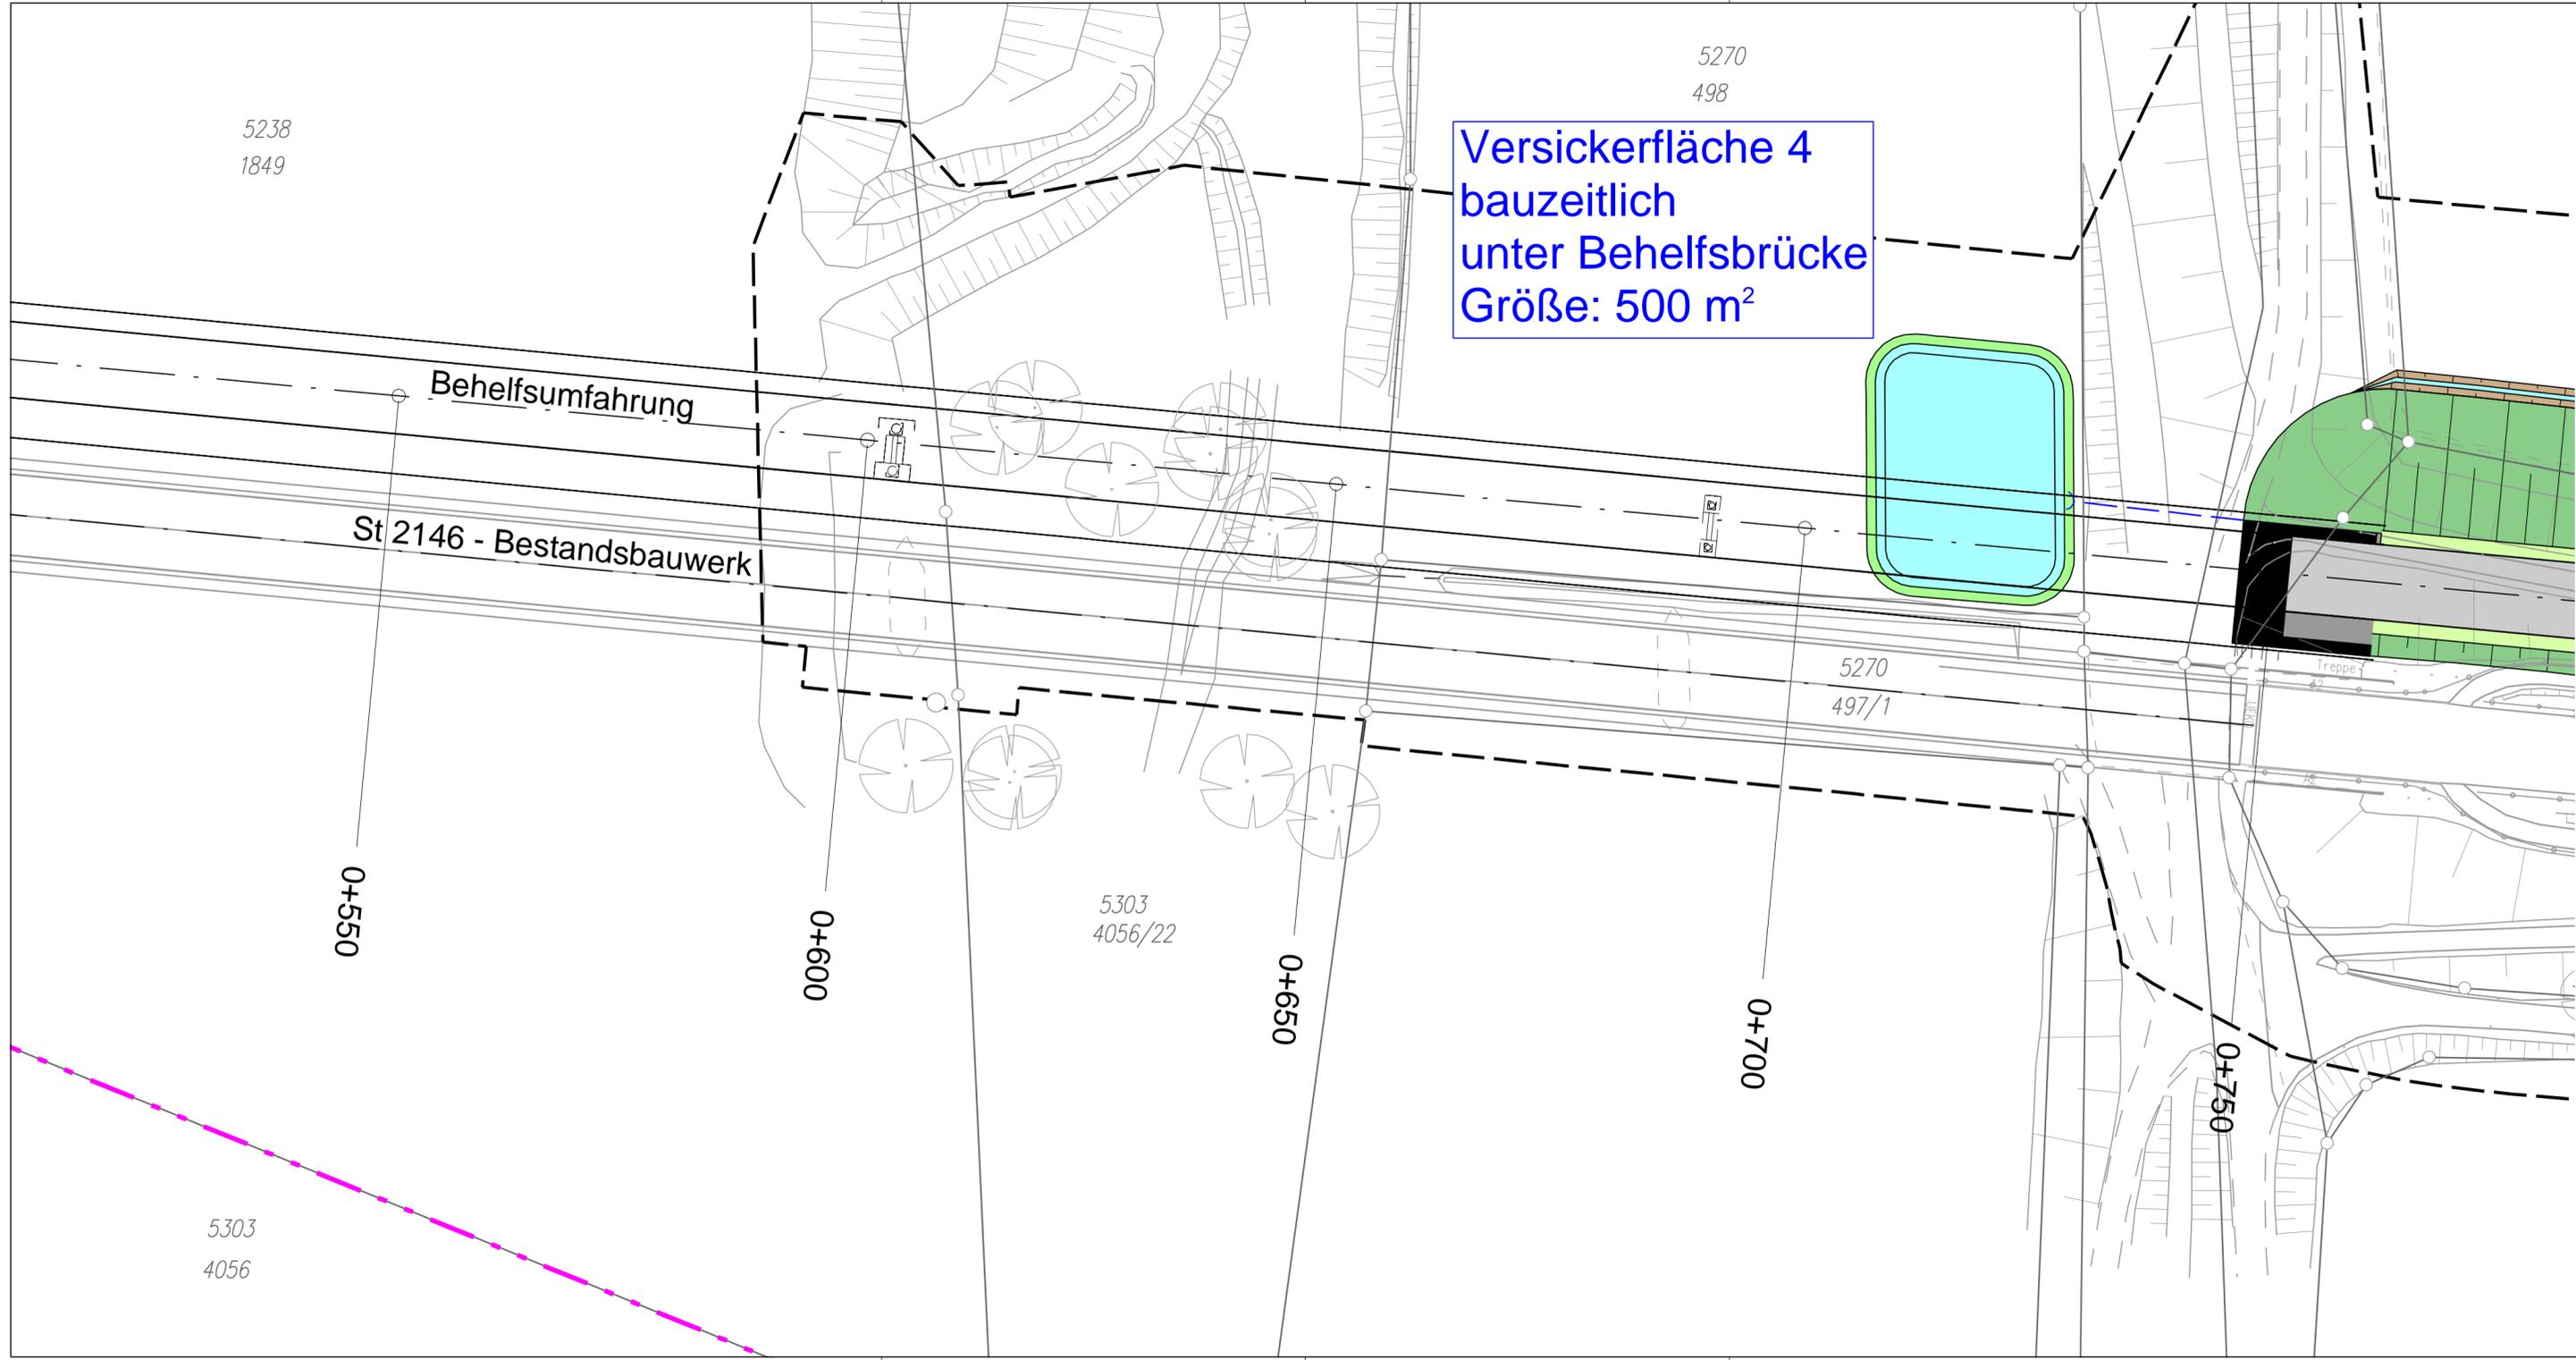 5270
498
5238
1849
Versickerfläche 4
bauzeitlich
unter Behelfsbrücke
Größe: 500 m²
Behelfsumfahrung
St 2146 - Bestandsbauwerk
5270
497/1
Treppe
A2
0+550
0+600
0+650
0+700
0+750
5303
4056/22
5303
4056